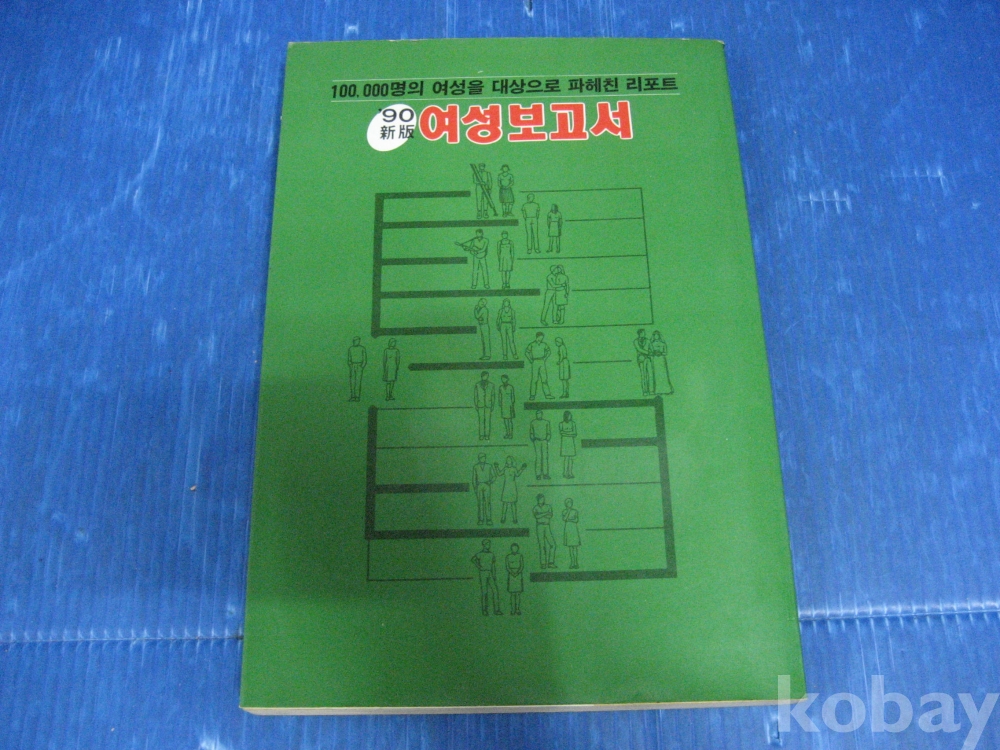 100,000명의 여성을 대상으로 파헤친 리포트
'90
新版
여성보고서
kobay